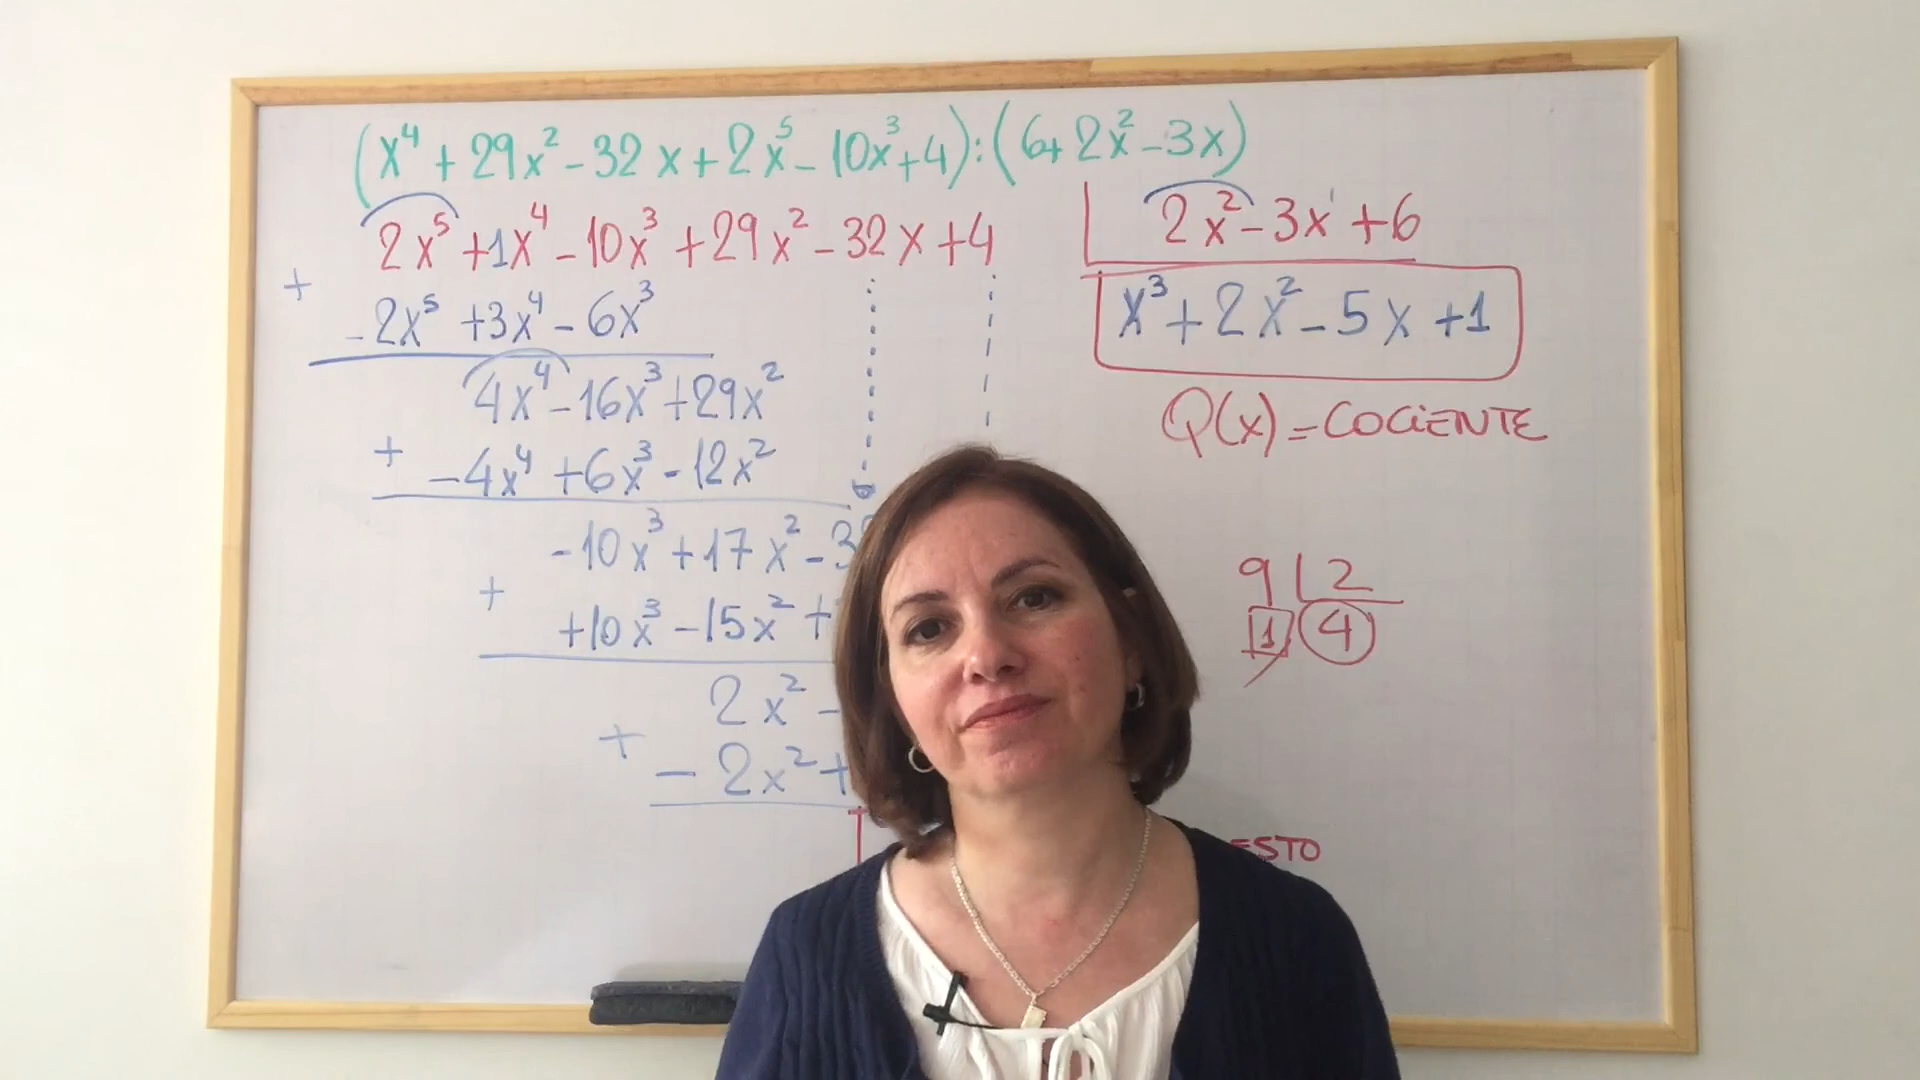 (x⁴ + 29x² - 32x + 2x⁵ - 10x³ + 4) : (6 + 2x² - 3x)
2x⁵ + 1x⁴ - 10x³ + 29x² - 32x + 4
2x² - 3x + 6
+
- 2x⁵ + 3x⁴ - 6x³
x³ + 2x² - 5x + 1
4x⁴ - 16x³ + 29x²
Q(x) = COCIENTE
+
- 4x⁴ + 6x³ - 12x²
- 10x³ + 17x² - 3
9 2
+
+ 10x³ - 15x² +
1 4
2x² -
+
- 2x² +
ESTO